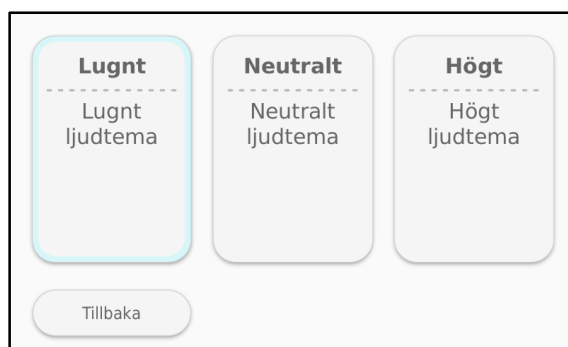 Lugnt
Lugnt
ljudtema
Neutralt
Neutralt
ljudtema
Högt
Högt
ljudtema
Tillbaka